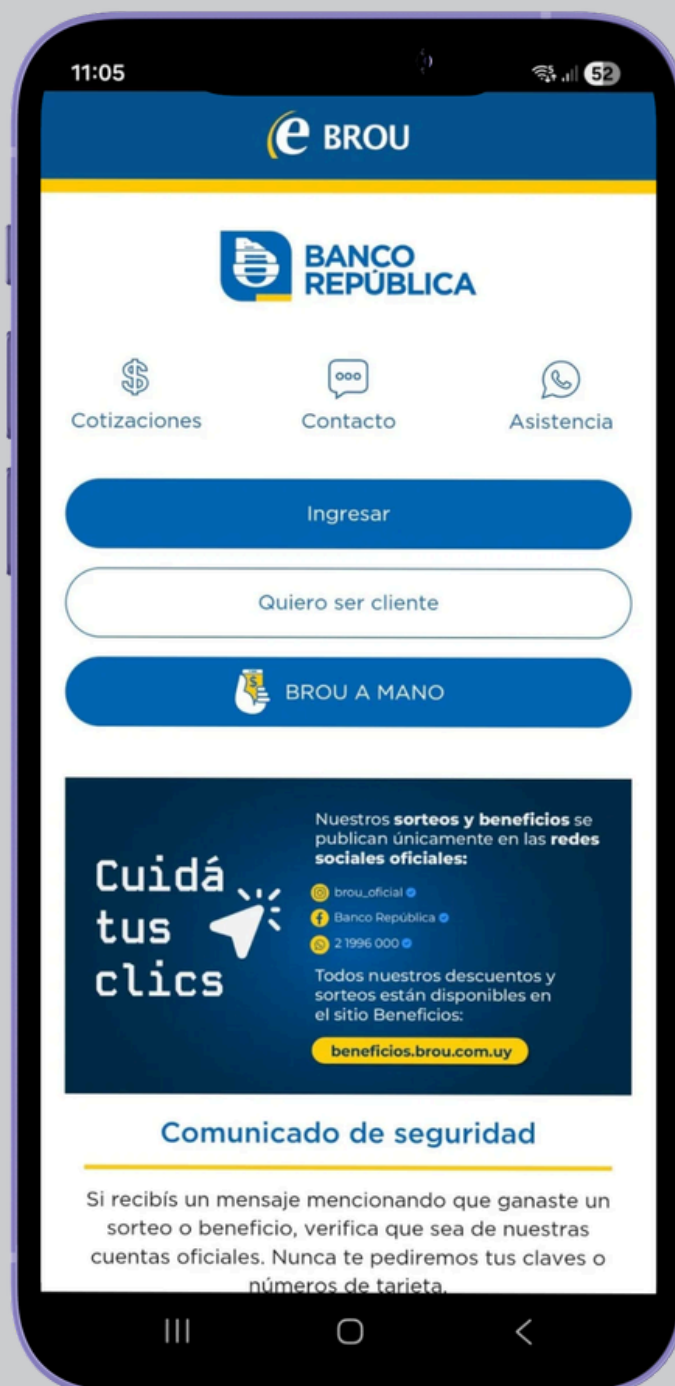 11:05
52
e BROU
BANCO
REPÚBLICA
Cotizaciones
Contacto
Asistencia
Ingresar
Quiero ser cliente
BROU A MANO
Cuidá
tus
clics
Nuestros sorteos y beneficios se
publican únicamente en las redes
sociales oficiales:
brou_oficial
Banco República
2 1996 000
Todos nuestros descuentos y
sorteos están disponibles en
el sitio Beneficios:
beneficios.brou.com.uy
Comunicado de seguridad
Si recibís un mensaje mencionando que ganaste un
sorteo o beneficio, verifica que sea de nuestras
cuentas oficiales. Nunca te pediremos tus claves o
números de tarjeta.